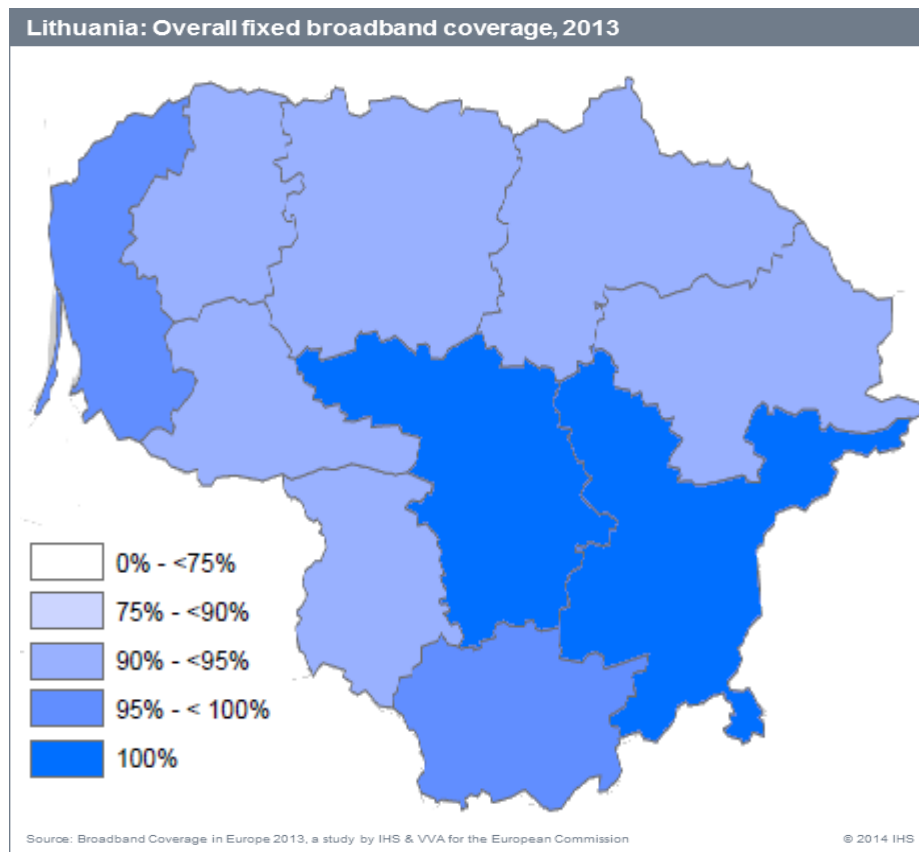 Lithuania: Overall fixed broadband coverage, 2013
0% - <75%
75% - <90%
90% - <95%
95% - < 100%
100%
Source: Broadband Coverage in Europe 2013, a study by IHS & VVA for the European Commission
© 2014 IHS